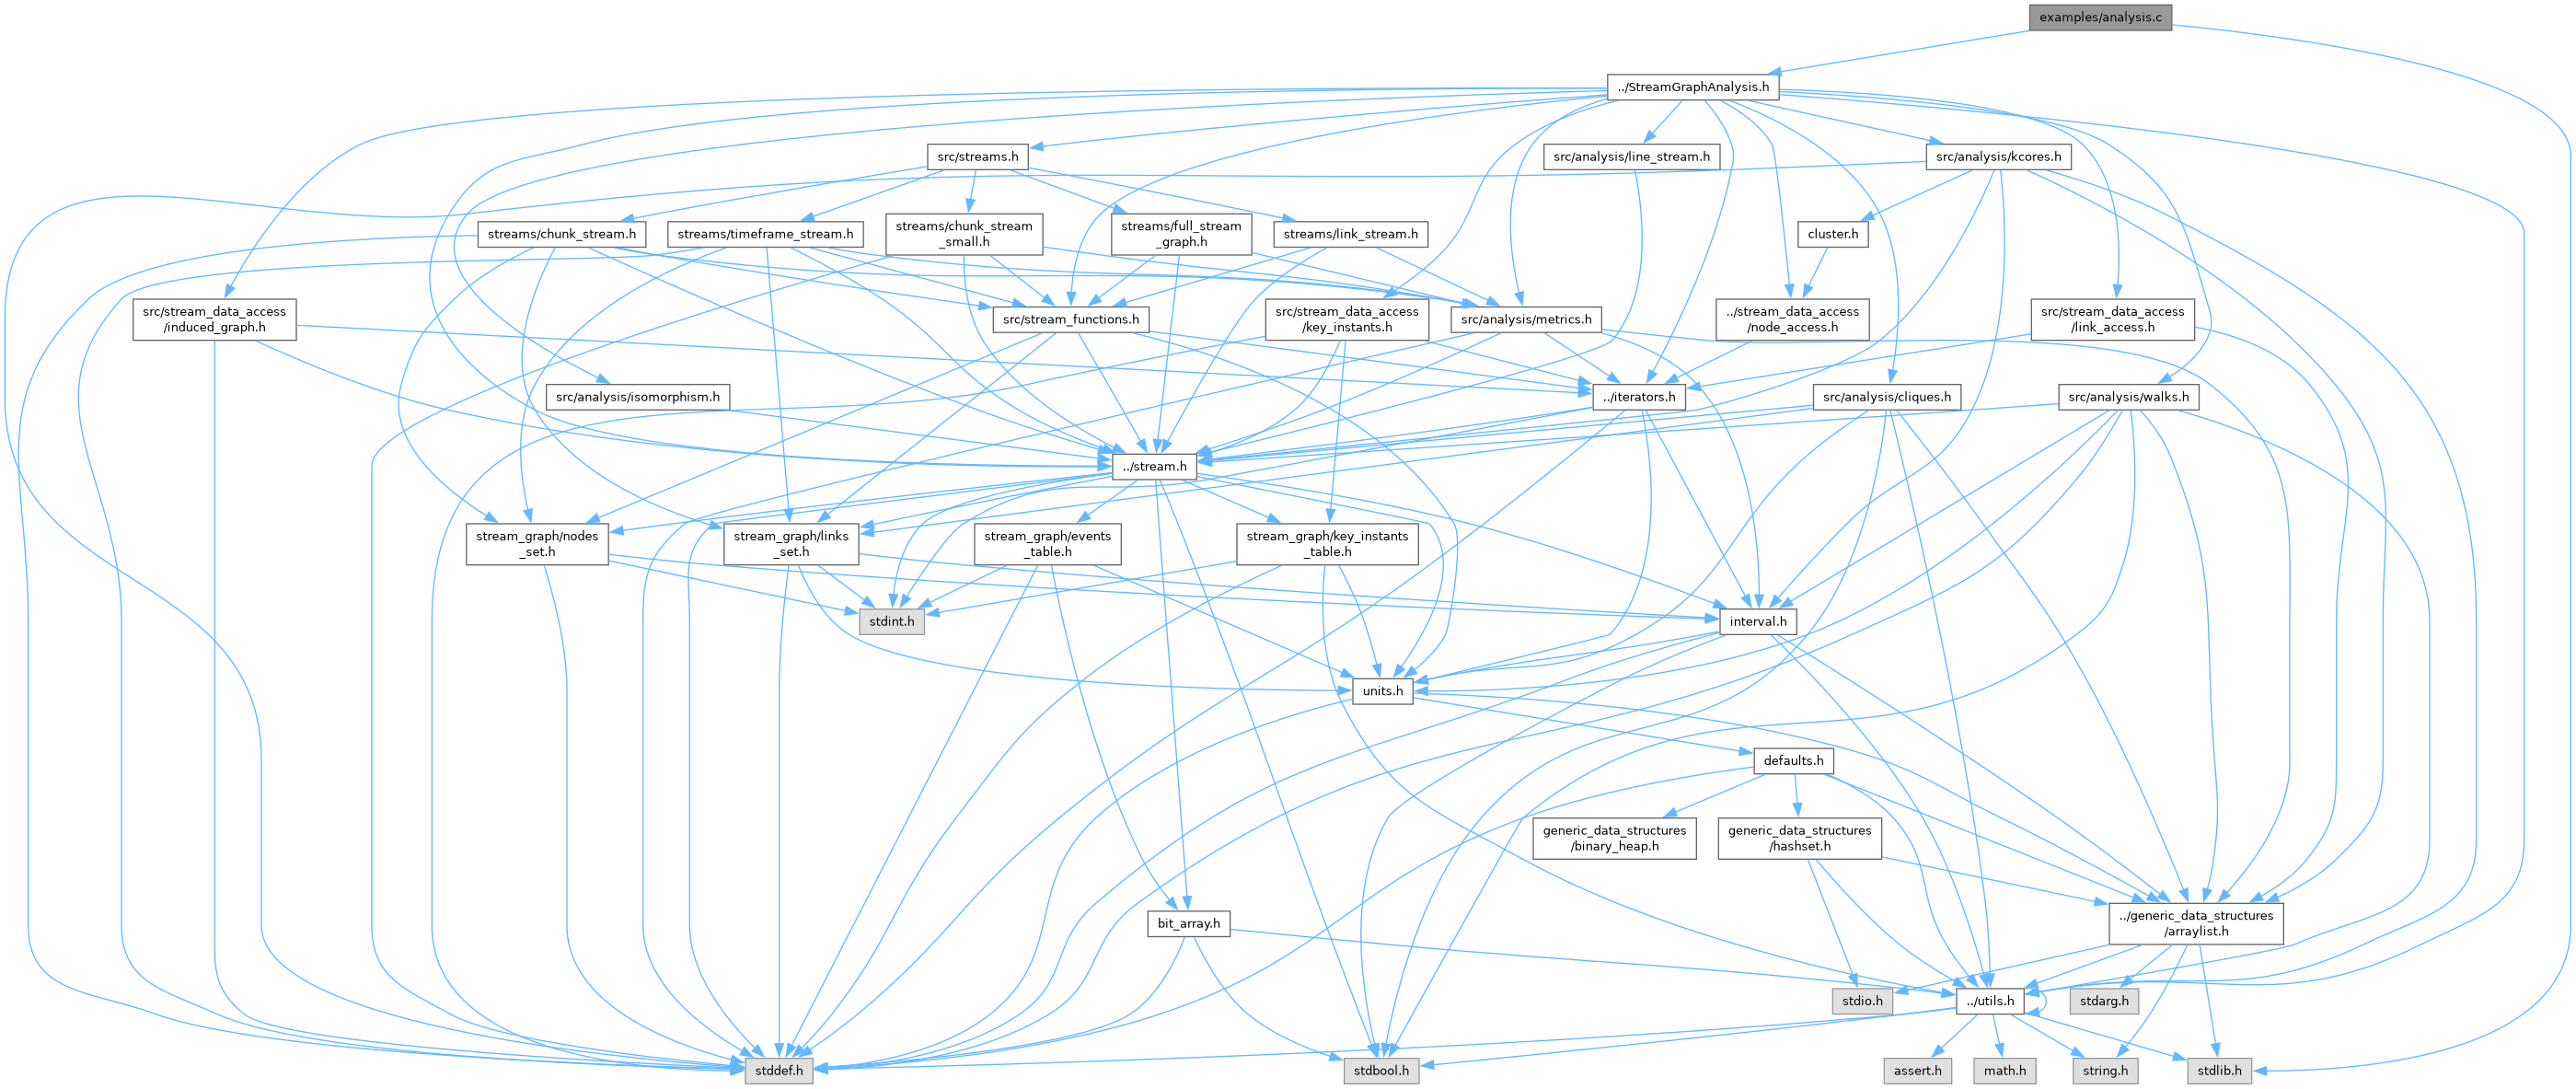 examples/analysis.c
../StreamGraphAnalysis.h
src/streams.h
src/analysis/line_stream.h
src/analysis/kcores.h
streams/chunk_stream.h
streams/timeframe_stream.h
streams/chunk_stream
_small.h
streams/full_stream
_graph.h
streams/link_stream.h
cluster.h
src/stream_data_access
/induced_graph.h
src/stream_functions.h
src/stream_data_access
/key_instants.h
src/analysis/metrics.h
../stream_data_access
/node_access.h
src/stream_data_access
/link_access.h
src/analysis/isomorphism.h
../iterators.h
src/analysis/cliques.h
src/analysis/walks.h
../stream.h
stream_graph/nodes
_set.h
stream_graph/links
_set.h
stream_graph/events
_table.h
stream_graph/key_instants
_table.h
stdint.h
interval.h
units.h
defaults.h
generic_data_structures
/binary_heap.h
generic_data_structures
/hashset.h
bit_array.h
../generic_data_structures
/arraylist.h
stdio.h
../utils.h
stdarg.h
stddef.h
stdbool.h
assert.h
math.h
string.h
stdlib.h